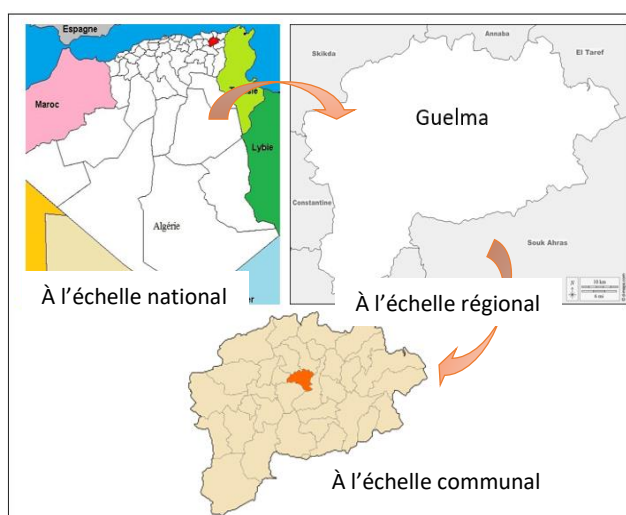 Espagne
Maroc
Lybie
Algérie
À l’échelle national
Annaba
Skikda
El Taref
Guelma
Constantine
Souk Ahras
À l’échelle régional
À l’échelle communal